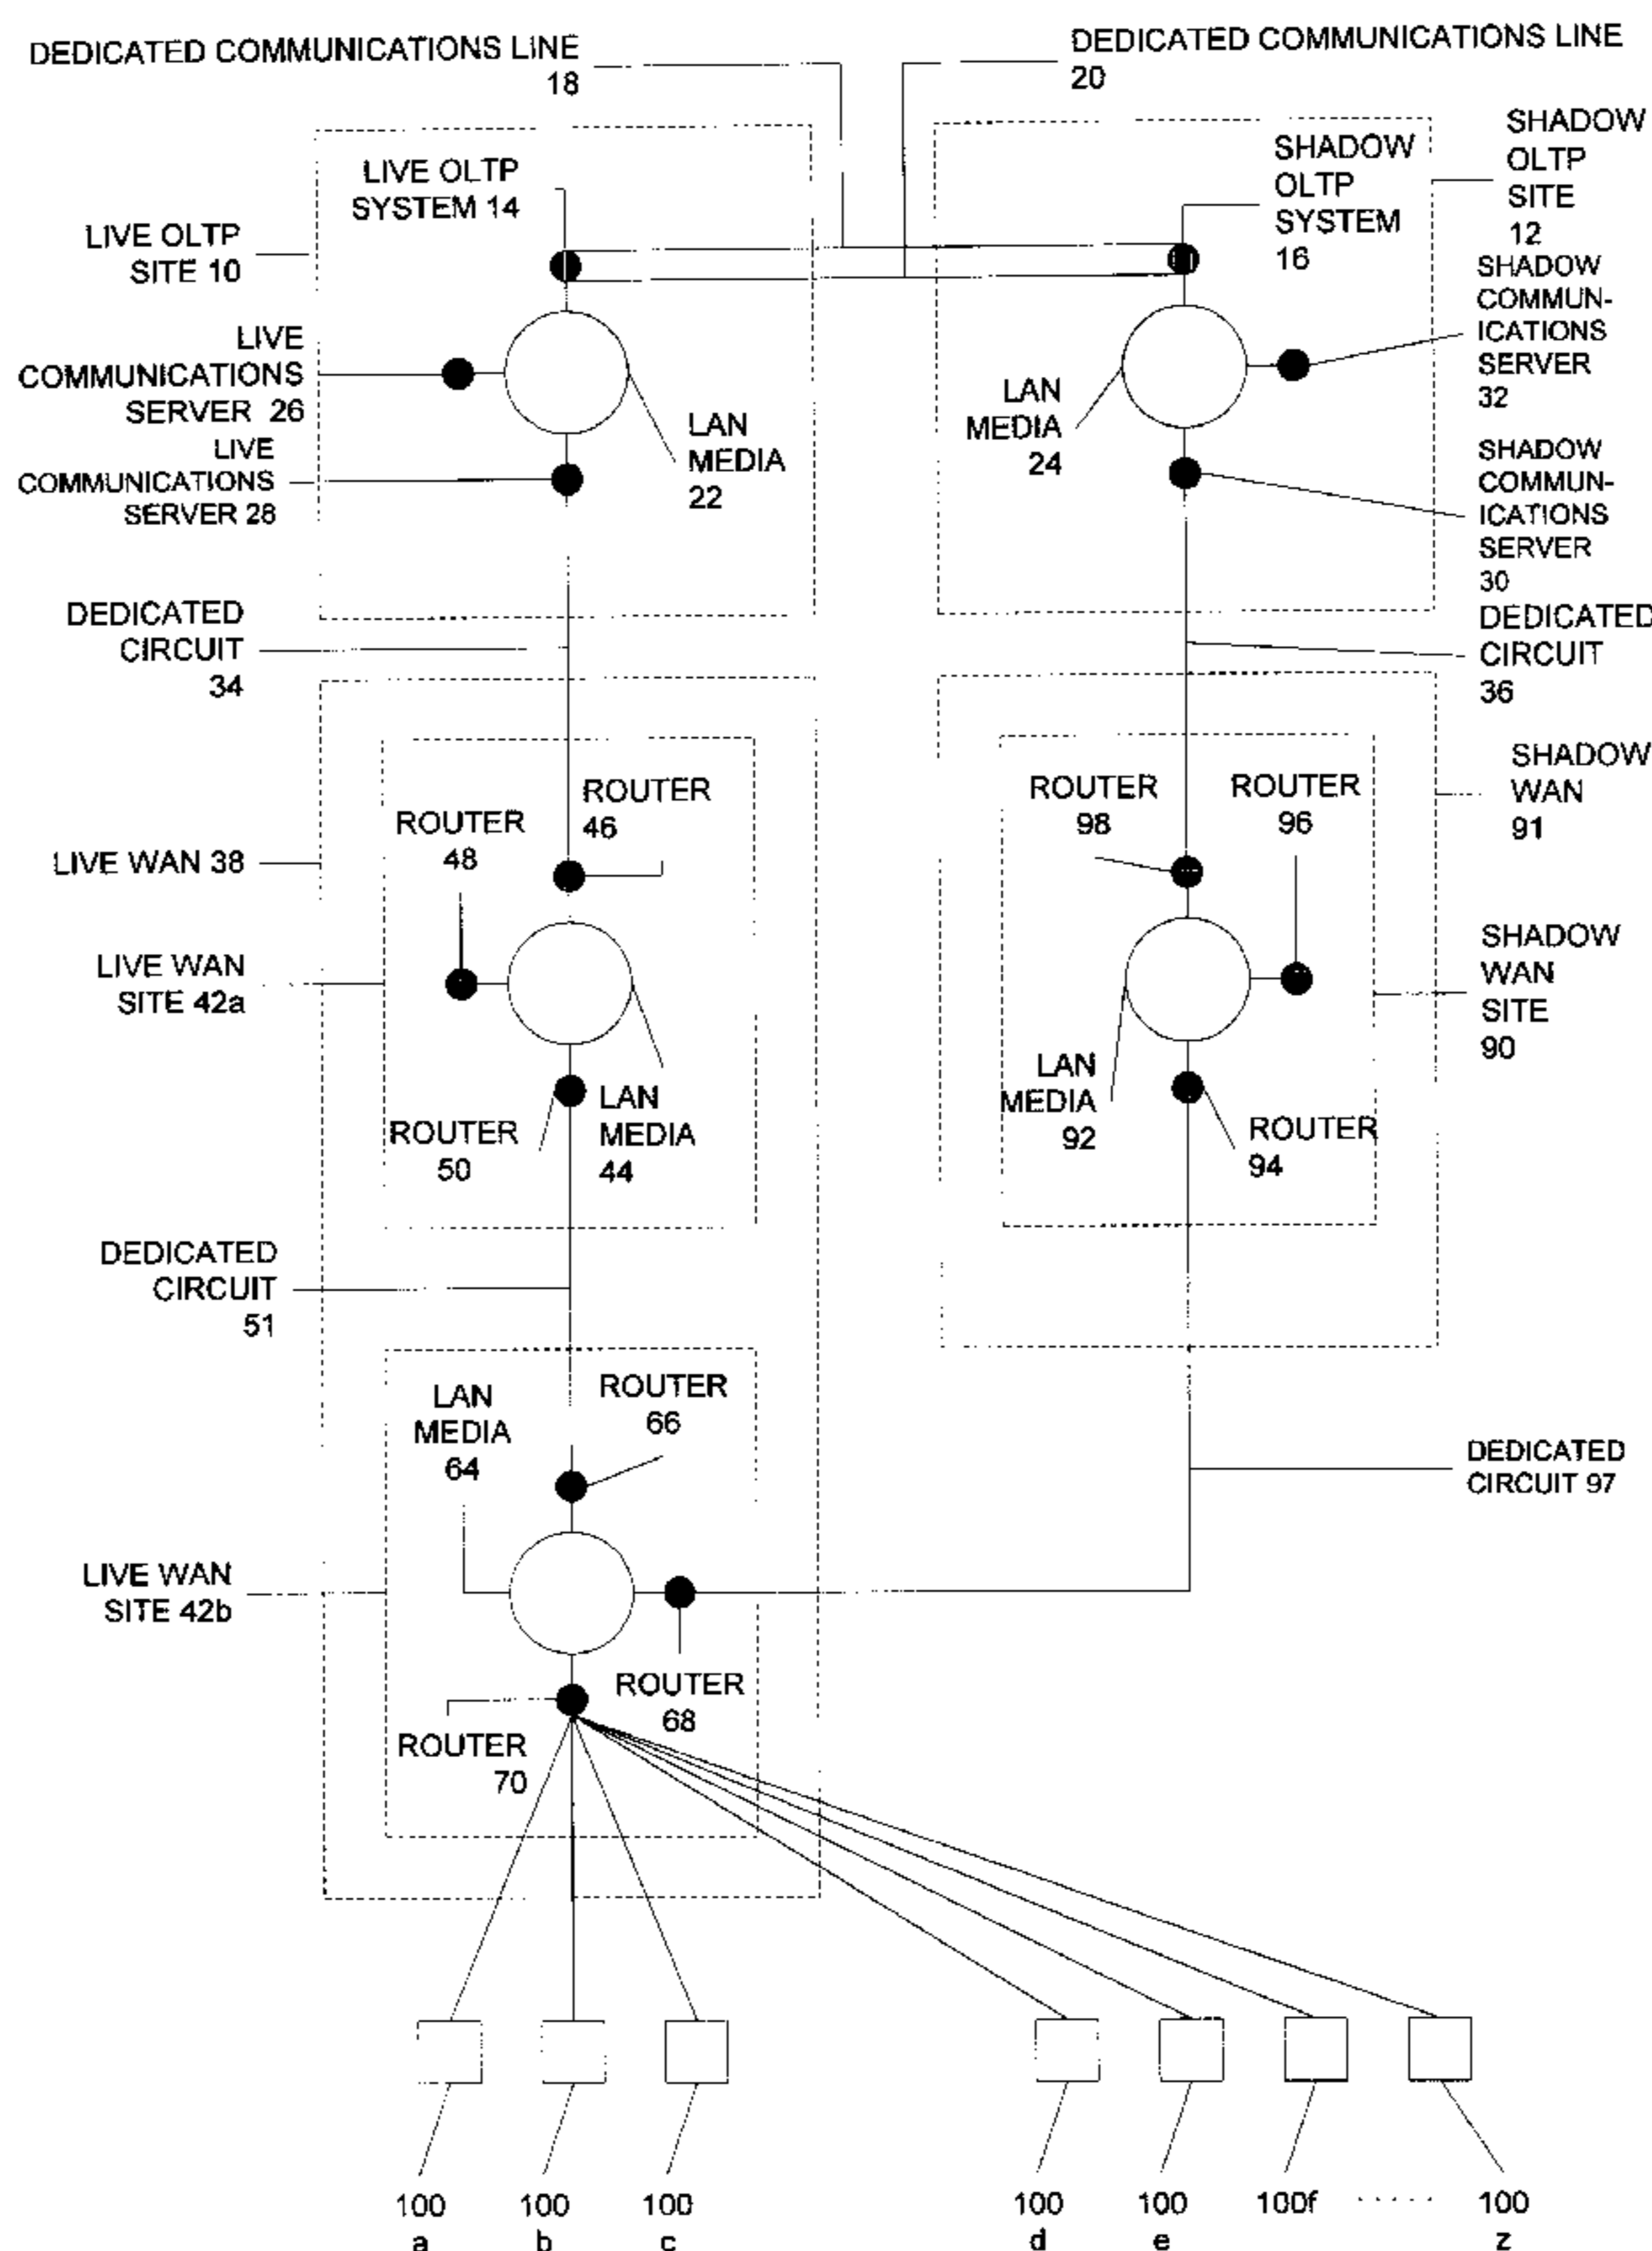 DEDICATED COMMUNICATIONS LINE
18
DEDICATED COMMUNICATIONS LINE
20
LIVE OLTP
SYSTEM 14
SHADOW
OLTP
SYSTEM
16
SHADOW
OLTP
SITE
12
LIVE OLTP
SITE 10
LIVE
COMMUNICATIONS
SERVER 26
LIVE
COMMUNICATIONS
SERVER 28
LAN
MEDIA
22
LAN
MEDIA
24
SHADOW
COMMUN-
ICATIONS
SERVER
32
SHADOW
COMMUN-
ICATIONS
SERVER
30
DEDICATED
CIRCUIT
34
DEDICATED
CIRCUIT
36
ROUTER
46
ROUTER
48
LIVE WAN 38
LIVE WAN
SITE 42a
ROUTER
50
LAN
MEDIA
44
ROUTER
98
ROUTER
96
SHADOW
WAN
91
SHADOW
WAN
SITE
90
LAN
MEDIA
92
ROUTER
94
DEDICATED
CIRCUIT
51
LAN
MEDIA
64
ROUTER
66
DEDICATED
CIRCUIT 97
LIVE WAN
SITE 42b
ROUTER
68
ROUTER
70
100
a
100
b
100
c
100
d
100
e
100f
. . . . .
100
z